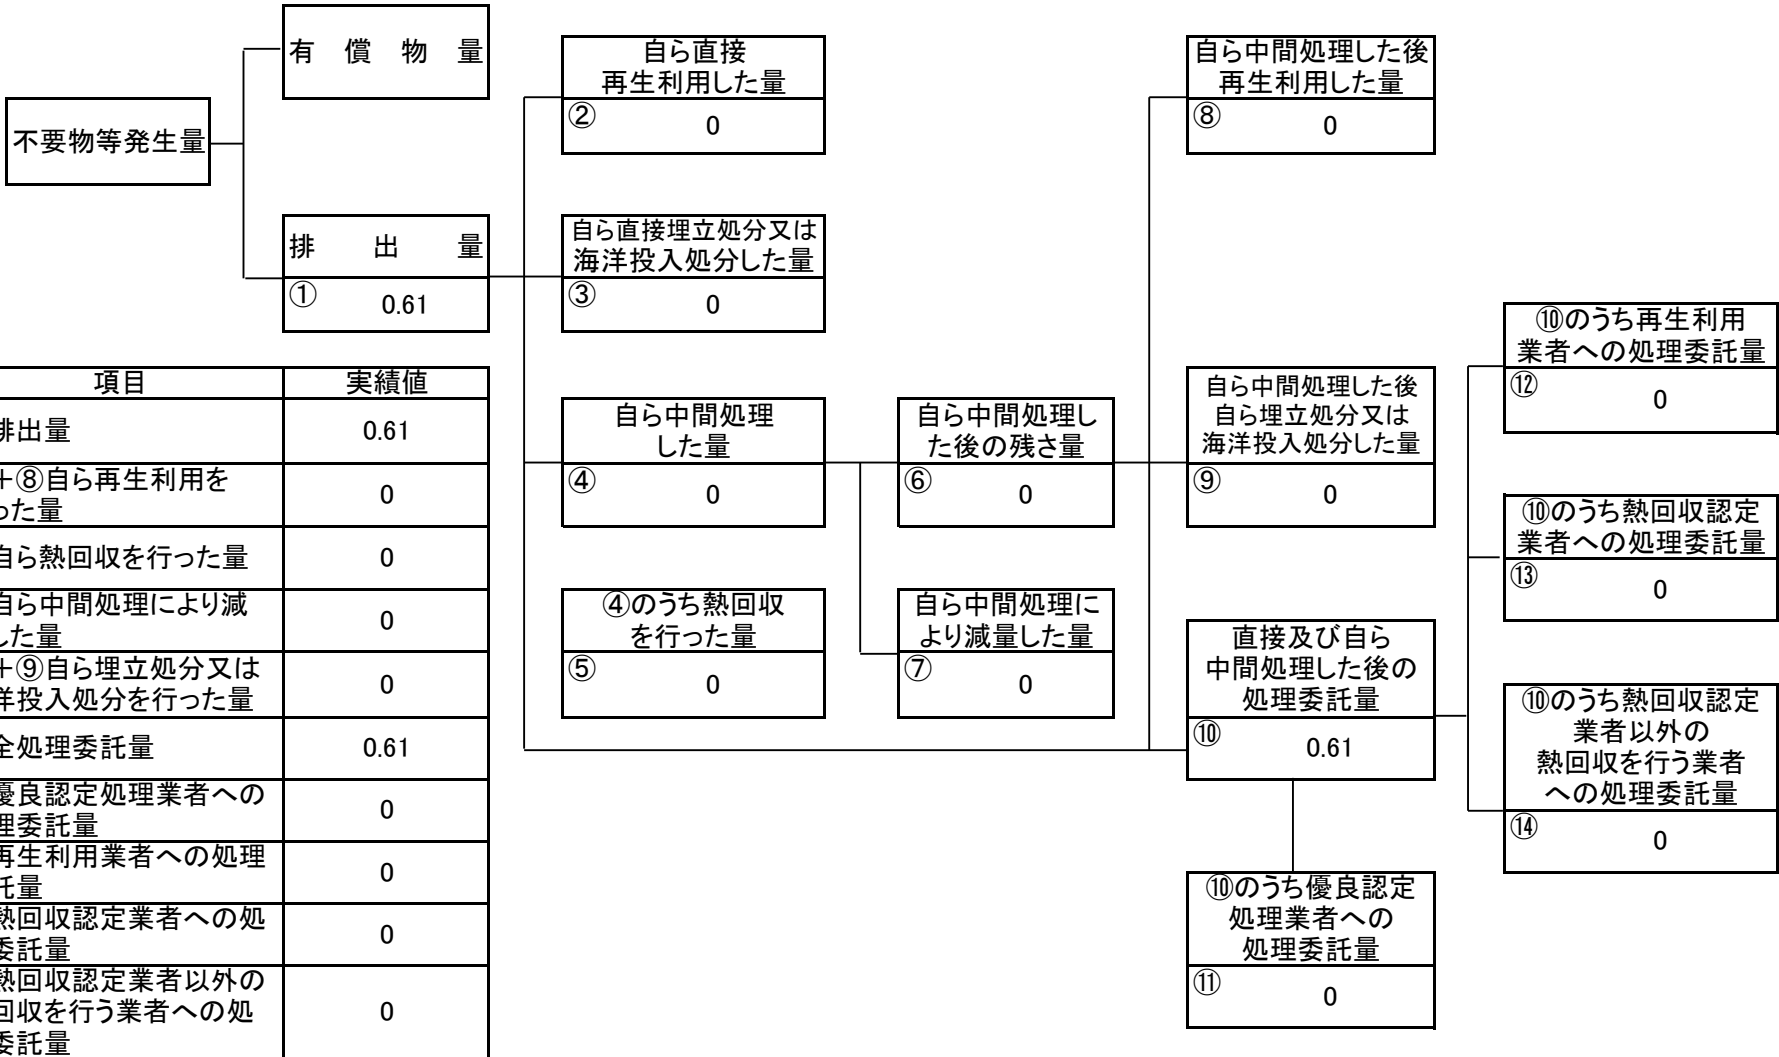 有償物量
不要物等発生量
排出量
① 0.61
自ら直接
再生利用した量
② 0
自ら直接埋立処分又は
海洋投入処分した量
③ 0
自ら中間処理
した量
④ 0
④のうち熱回収
を行った量
⑤ 0
自ら中間処理し
た後の残さ量
⑥ 0
自ら中間処理に
より減量した量
⑦ 0
自ら中間処理した後
再生利用した量
⑧ 0
自ら中間処理した後
自ら埋立処分又は
海洋投入処分した量
⑨ 0
直接及び自ら
中間処理した後の
処理委託量
⑩ 0.61
⑩のうち優良認定
処理業者への
処理委託量
⑪ 0
⑩のうち再生利用
業者への処理委託量
⑫ 0
⑩のうち熱回収認定
業者への処理委託量
⑬ 0
⑩のうち熱回収認定
業者以外の
熱回収を行う業者
への処理委託量
⑭ 0
項目 実績値
排出量 0.61
+⑧自ら再生利用を
った量 0
自ら熱回収を行った量 0
自ら中間処理により減
した量 0
+⑨自ら埋立処分又は
洋投入処分を行った量 0
全処理委託量 0.61
優良認定処理業者への
理委託量 0
再生利用業者への処理
託量 0
熱回収認定業者への処
委託量 0
熱回収認定業者以外の
回収を行う業者への処
委託量 0